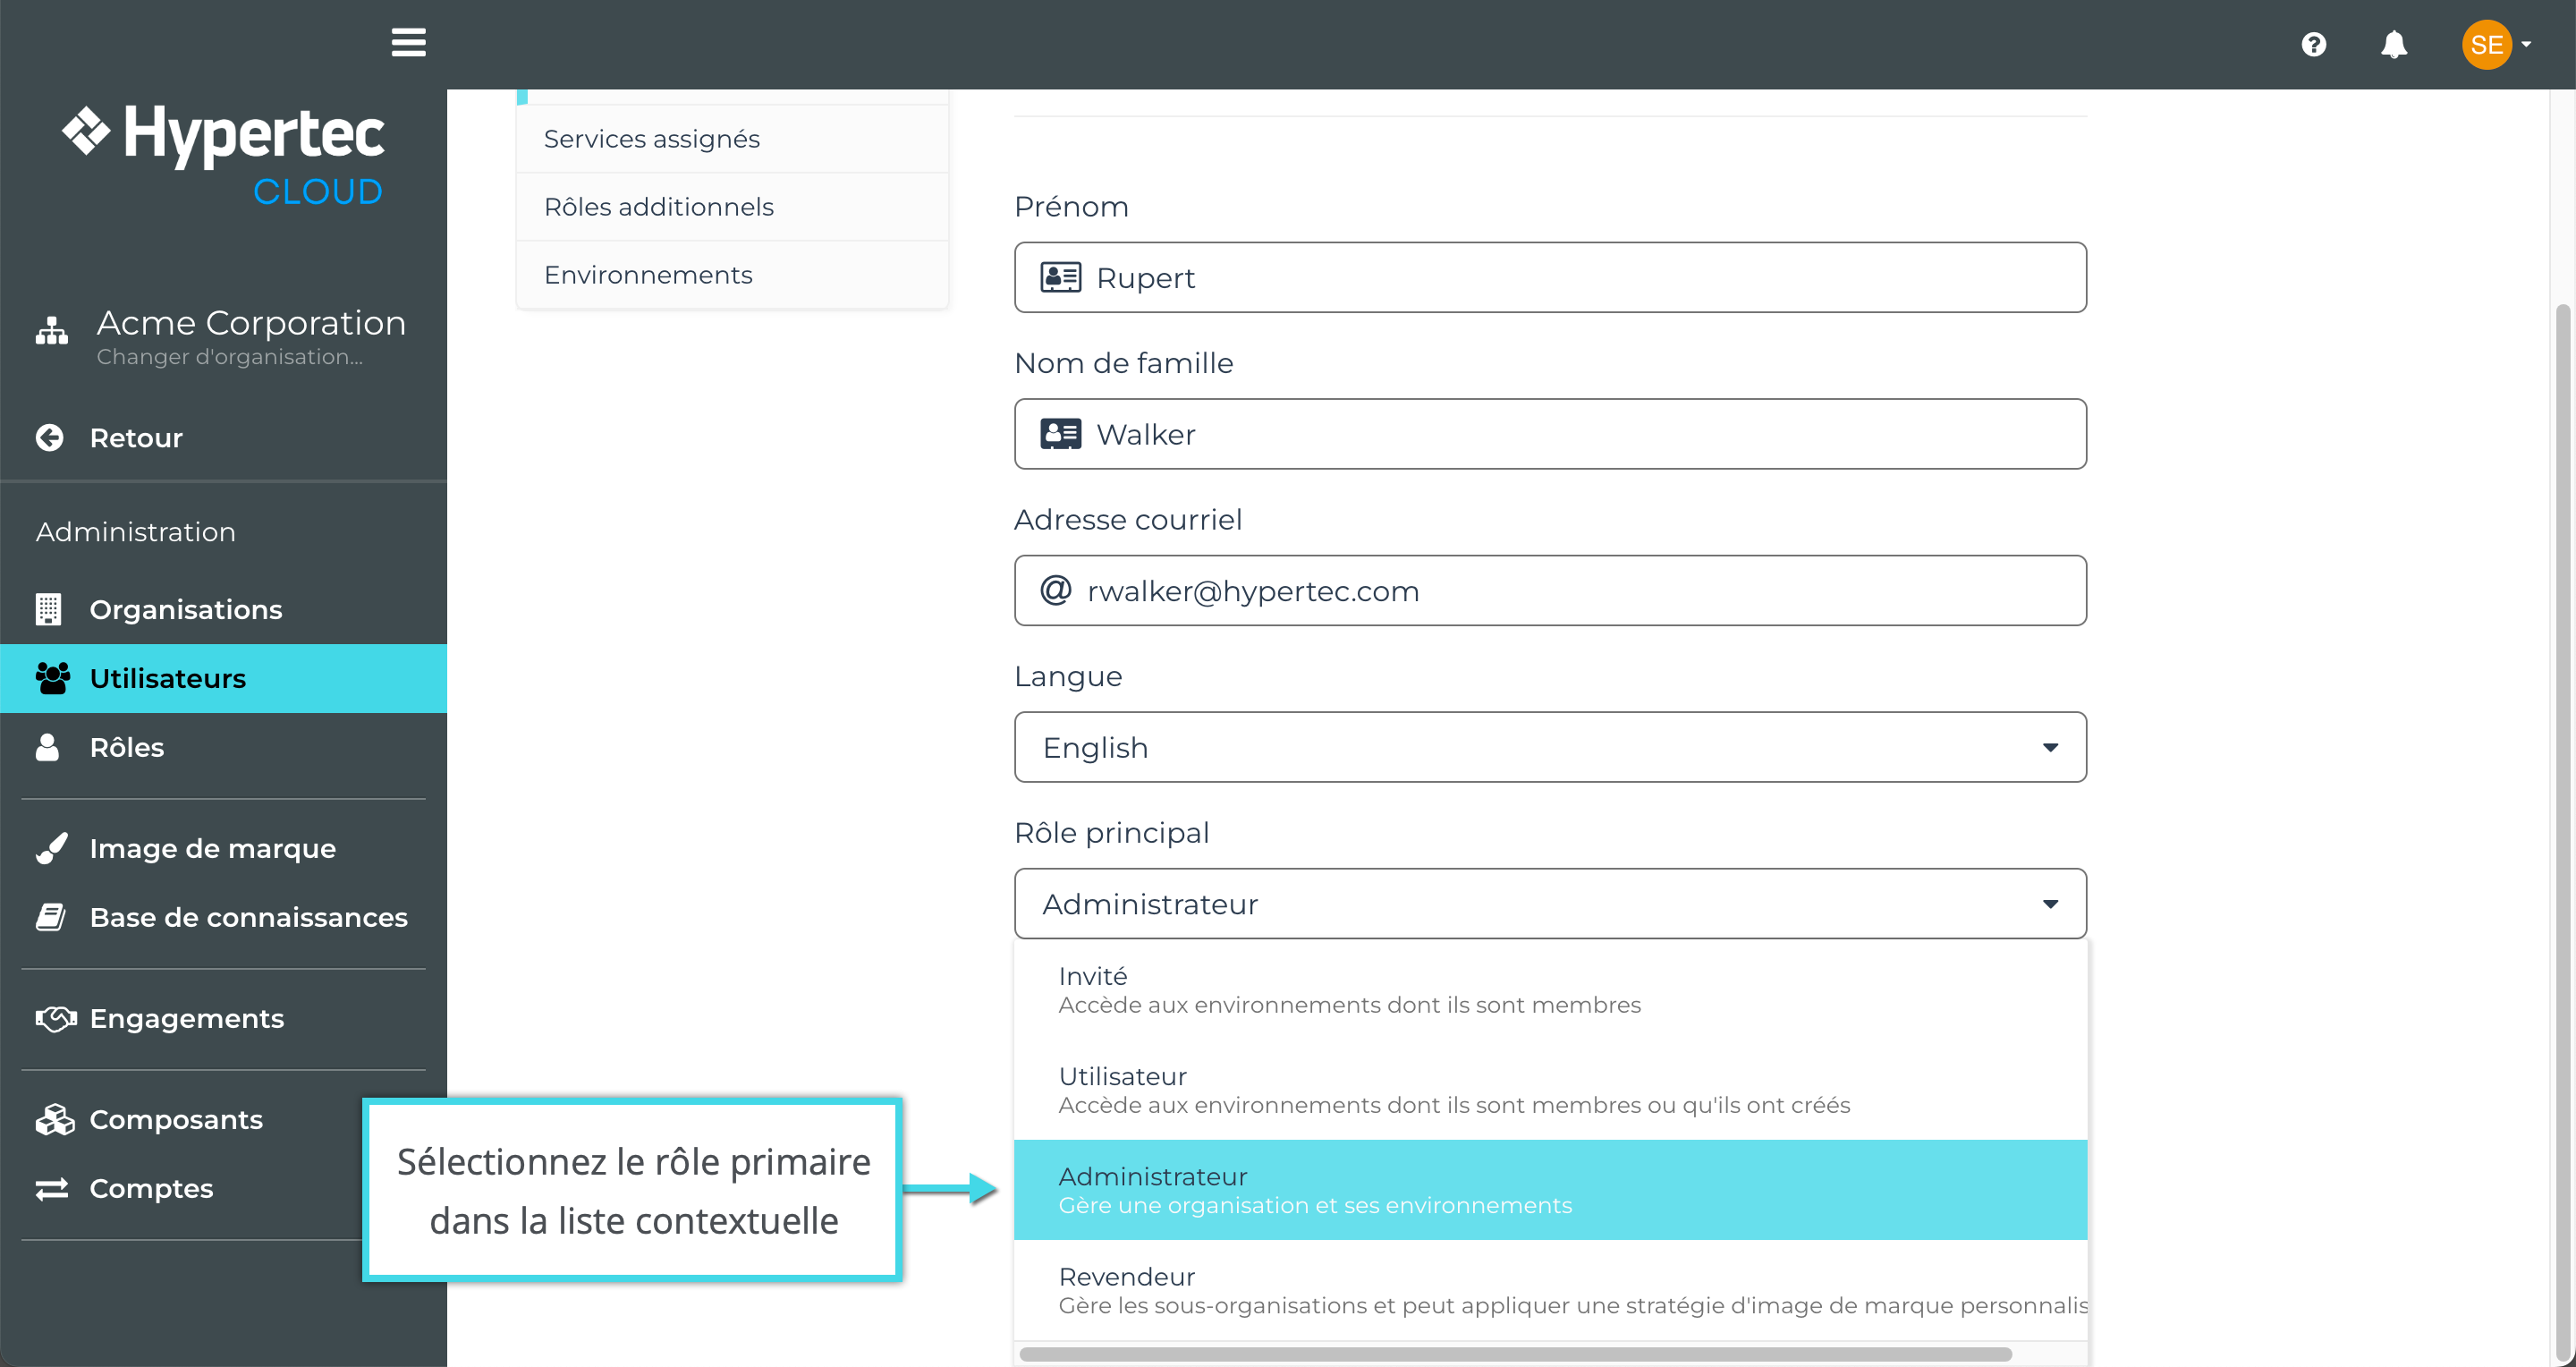 SE
Hypertec
CLOUD
Acme Corporation
Changer d'organisation...
Retour
Administration
Organisations
Utilisateurs
Rôles
Image de marque
Base de connaissances
Engagements
Composants
Comptes
Services assignés
Rôles additionnels
Environnements
Prénom
Rupert
Nom de famille
Walker
Adresse courriel
@ rwalker@hypertec.com
Langue
English
Rôle principal
Administrateur
Invité
Accède aux environnements dont ils sont membres
Utilisateur
Accède aux environnements dont ils sont membres ou qu'ils ont créés
Administrateur
Gère une organisation et ses environnements
Revendeur
Gère les sous-organisations et peut appliquer une stratégie d'image de marque personnalis
Sélectionnez le rôle primaire
dans la liste contextuelle